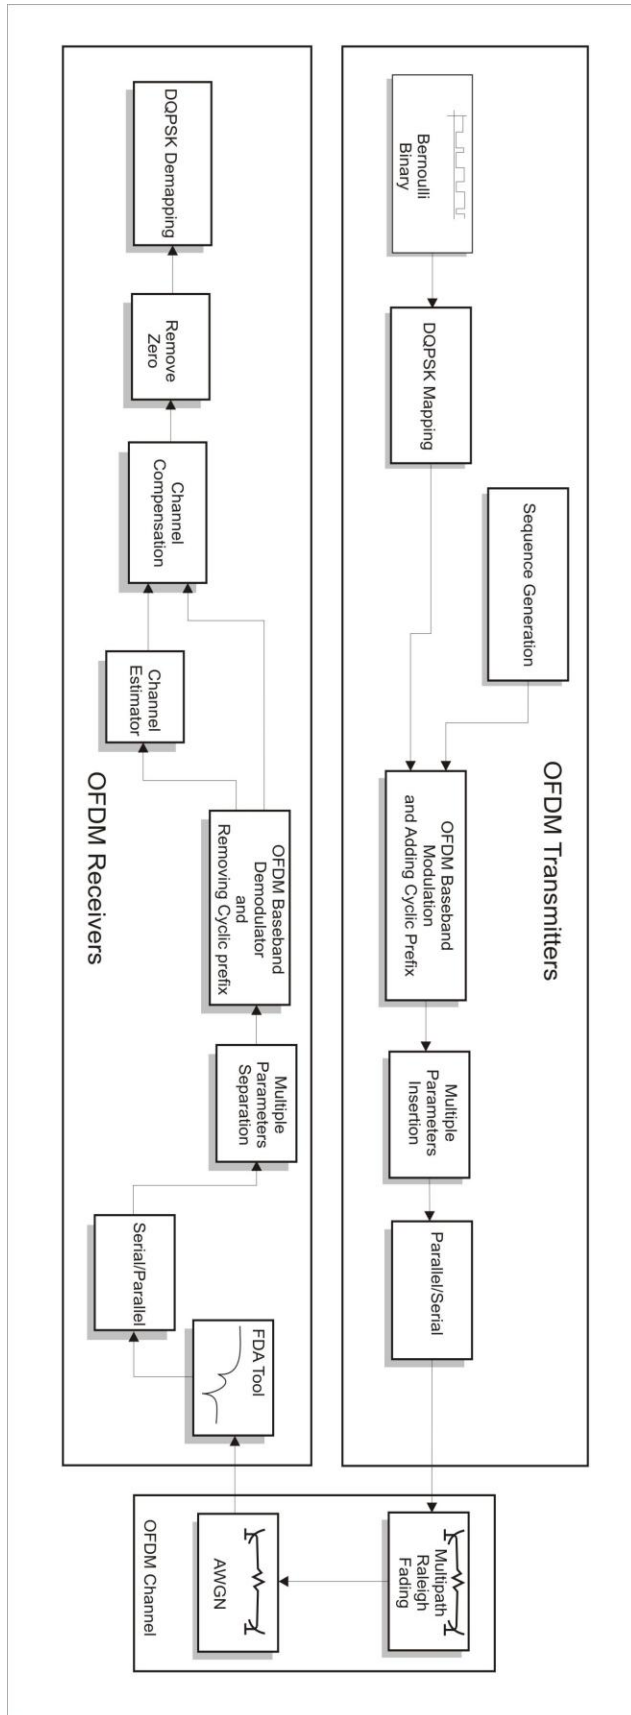 Bernoulli
Binary
DQPSK Mapping
Sequence Generation
OFDM Transmitters
OFDM Baseband
Modulation
and Adding Cyclic Prefix
Multiple
Parameters
Insertion
Parallel/Serial
Multipath
Raleigh
Fading
AWGN
OFDM Channel
FDA Tool
Serial/Parallel
Multiple
Parameters
Separation
OFDM Baseband
Demodulator
and
Removing Cyclic prefix
Channel
Estimator
Channel
Compensation
Remove
Zero
DQPSK Demapping
OFDM Receivers